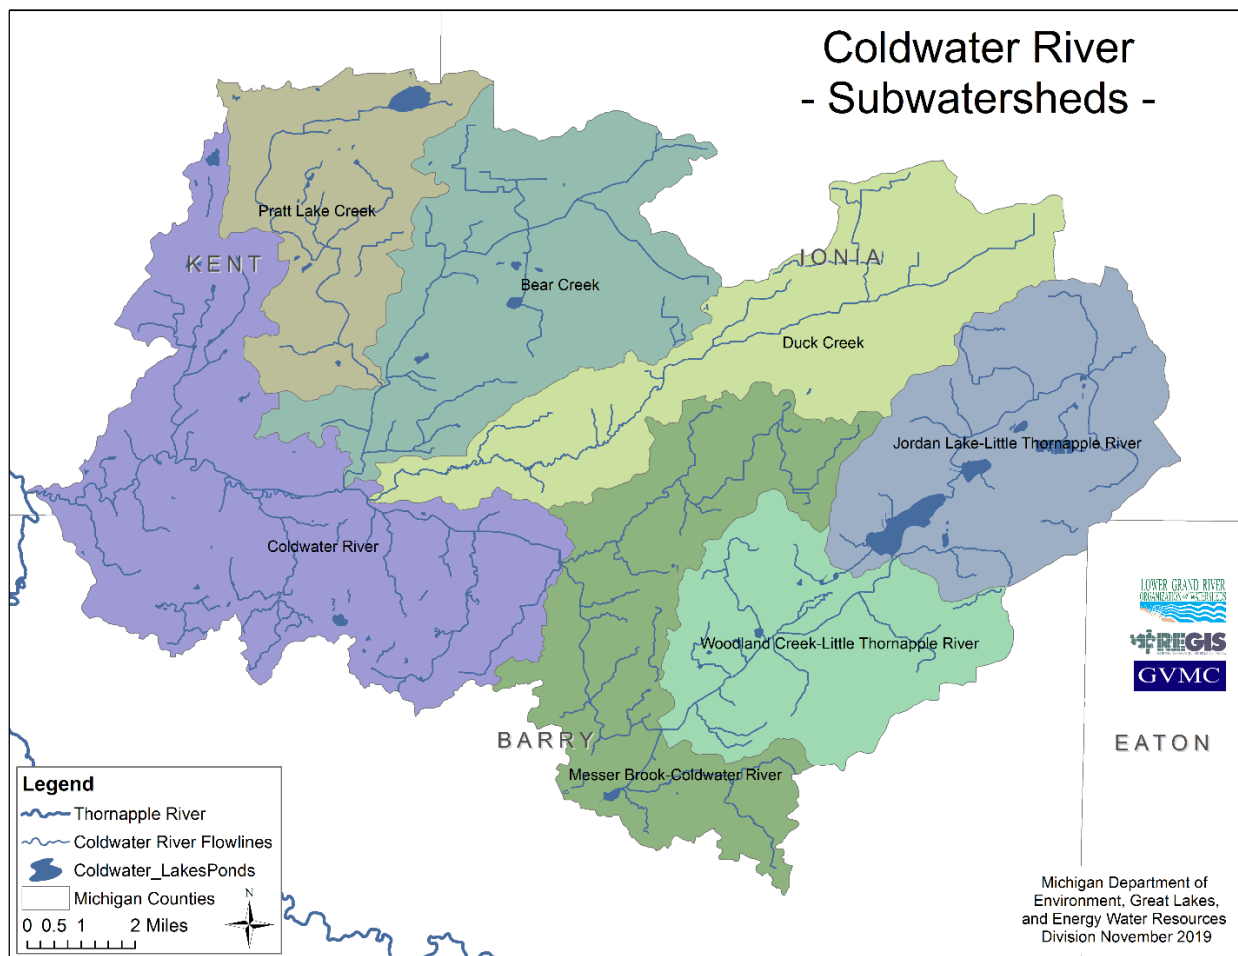 Coldwater River
- Subwatersheds -
Pratt Lake Creek
KENT
IONIA
Bear Creek
Duck Creek
Jordan Lake-Little Thornapple River
Coldwater River
Woodland Creek-Little Thornapple River
BARRY
EATON
Messer Brook-Coldwater River
LOWER GRAND RIVER
ORGANIZATION of WATERSHEDS
REGIS
GVMC
Legend
Thornapple River
Coldwater River Flowlines
Coldwater_LakesPonds
Michigan Counties
N
0 0.5 1 2 Miles
Michigan Department of
Environment, Great Lakes,
and Energy Water Resources
Division November 2019